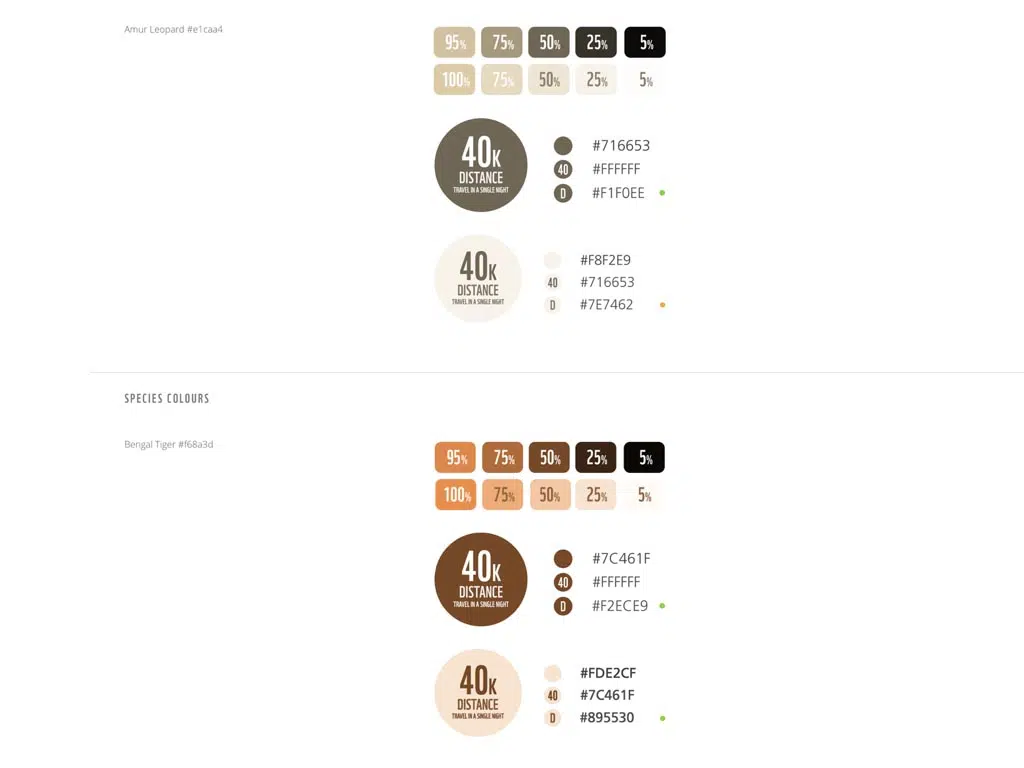 Amur Leopard #e1caa4
95% 75% 50% 25% 5%
100% 75% 50% 25% 5%
40K
DISTANCE
TRAVEL IN A SINGLE NIGHT
#716653
40 #FFFFFF
D #F1F0EE
40K
DISTANCE
TRAVEL IN A SINGLE NIGHT
#F8F2E9
40 #716653
D #7E7462
SPECIES COLOURS
Bengal Tiger #f68a3d
95% 75% 50% 25% 5%
100% 75% 50% 25% 5%
40K
DISTANCE
TRAVEL IN A SINGLE NIGHT
#7C461F
40 #FFFFFF
D #F2ECE9
40K
DISTANCE
TRAVEL IN A SINGLE NIGHT
#FDE2CF
40 #7C461F
D #895530